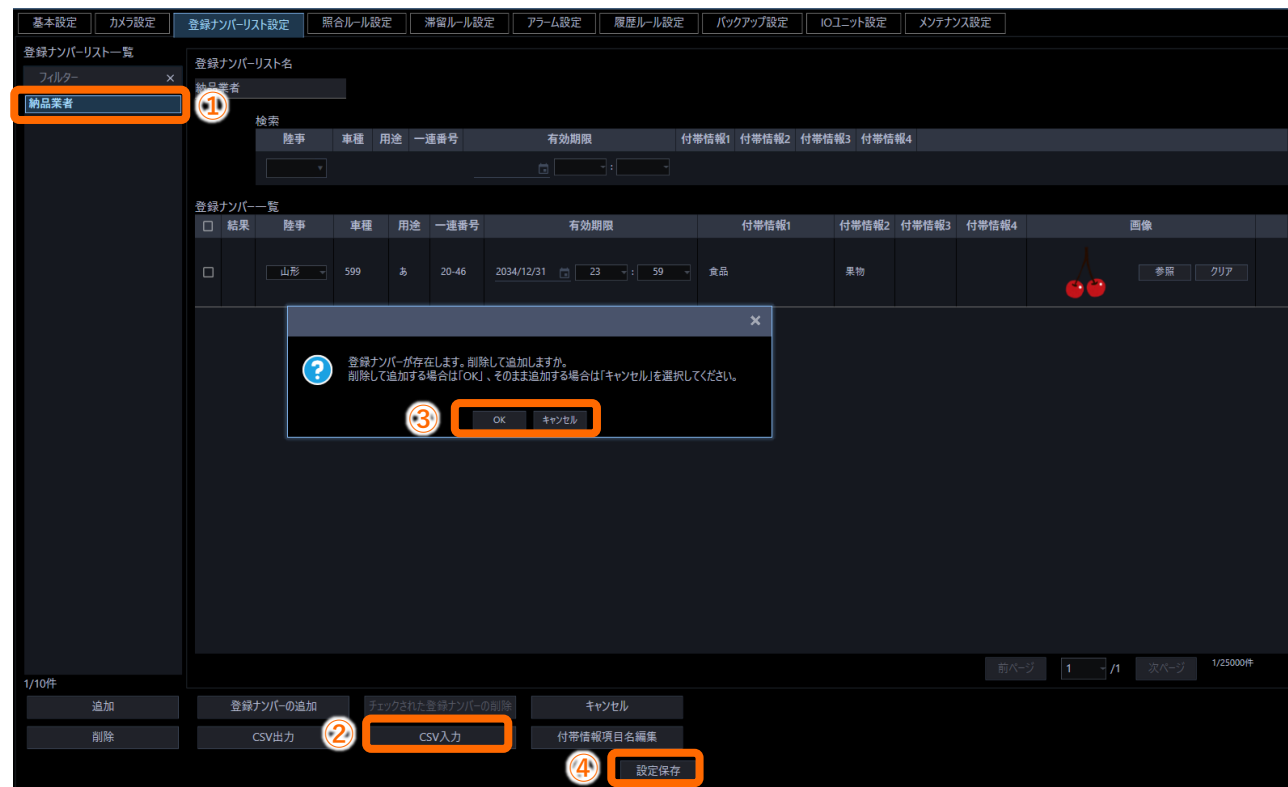 基本設定 カメラ設定 登録ナンバーリスト設定 照合ルール設定 滞留ルール設定 アラーム設定 履歴ルール設定 バックアップ設定 IOユニット設定 メンテナンス設定
登録ナンバーリスト一覧
フィルター ×
納品業者
①
登録ナンバーリスト名
納品業者
検索
陸事 車種 用途 一連番号 有効期限 付帯情報1 付帯情報2 付帯情報3 付帯情報4
:
登録ナンバー一覧
結果 陸事 車種 用途 一連番号 有効期限 付帯情報1 付帯情報2 付帯情報3 付帯情報4 画像
山形 599 あ 20-46 2034/12/31 23 : 59 食品 果物 参照 クリア
×
?
登録ナンバーが存在します。削除して追加しますか。
削除して追加する場合は「OK」、そのまま追加する場合は「キャンセル」を選択してください。
③ OK キャンセル
前ページ 1 /1 次ページ 1/25000件
1/10件
追加 登録ナンバーの追加 チェックされた登録ナンバーの削除 キャンセル
削除 CSV出力 ② CSV入力 付帯情報項目名編集
④ 設定保存